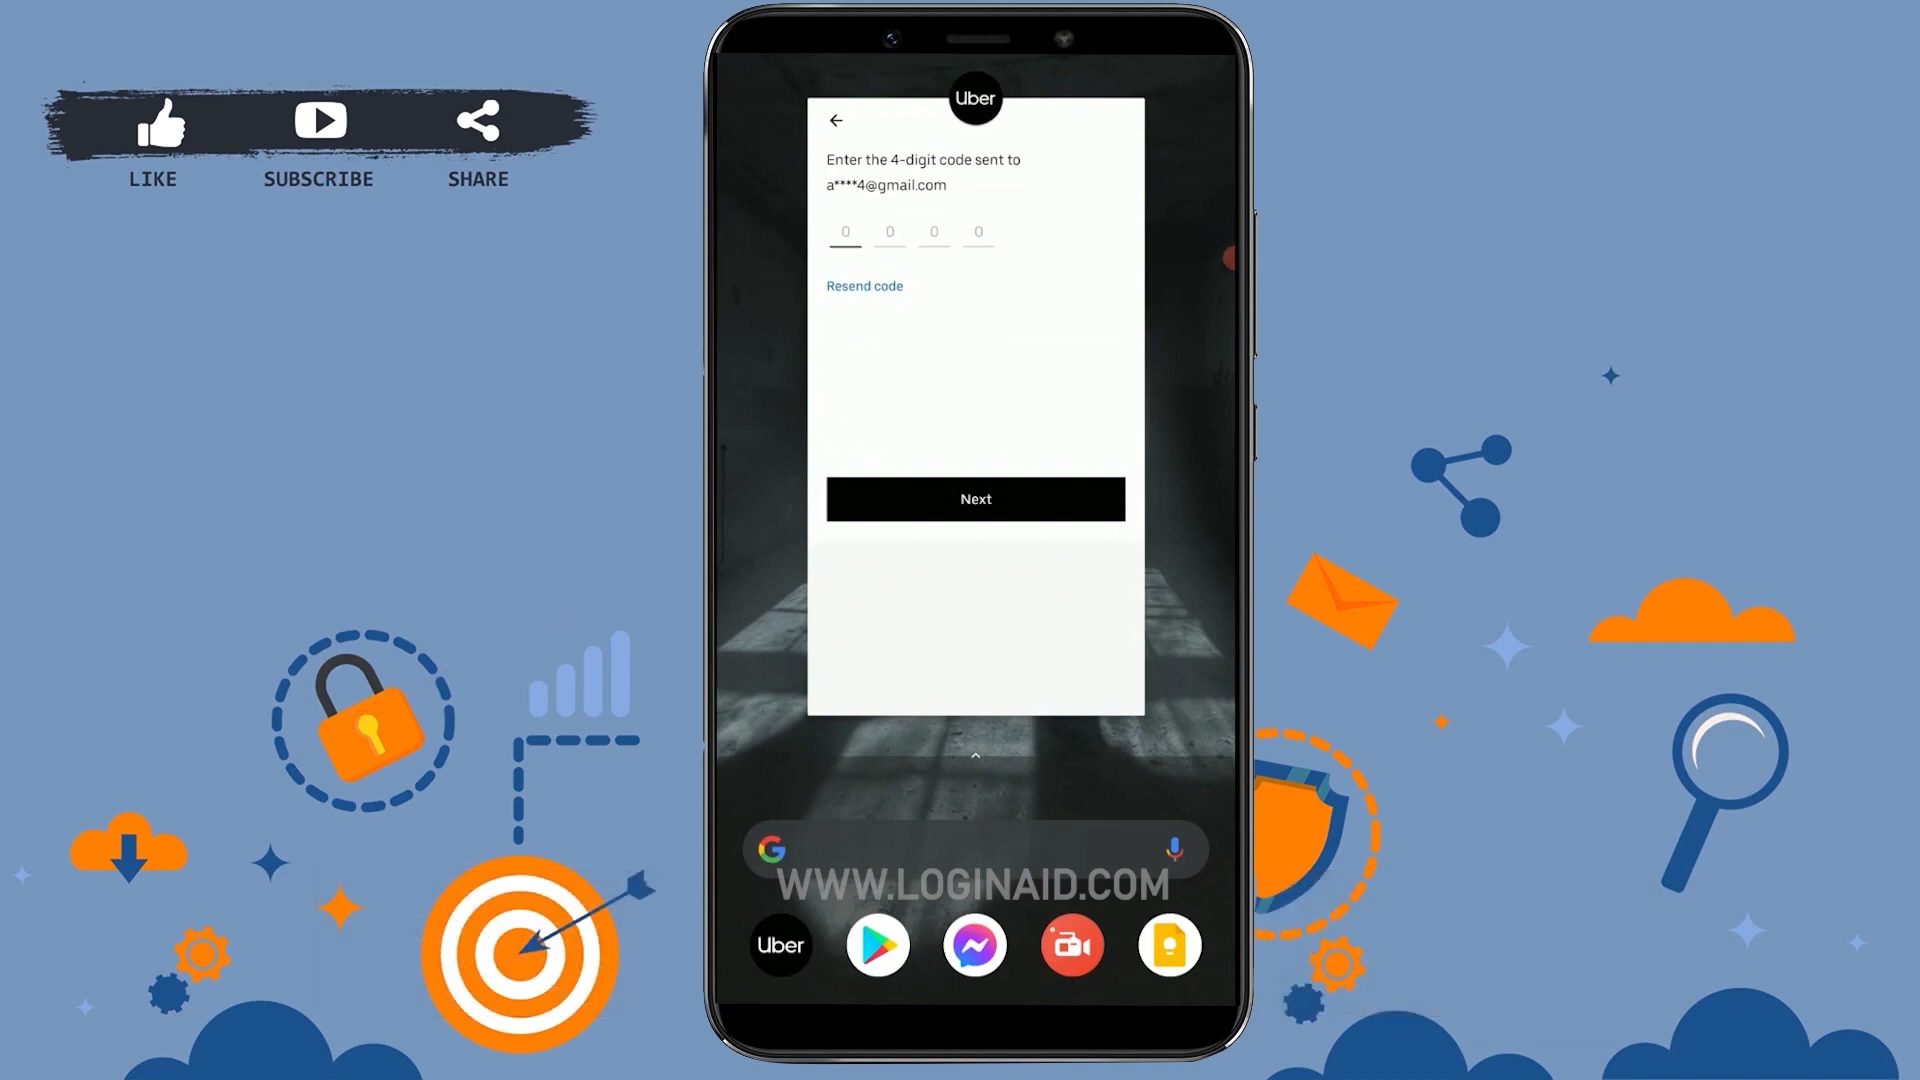 LIKE
SUBSCRIBE
SHARE
Uber
Enter the 4-digit code sent to
a****4@gmail.com
0 0 0 0
Resend code
Next
WWW.LOGINAID.COM
Uber